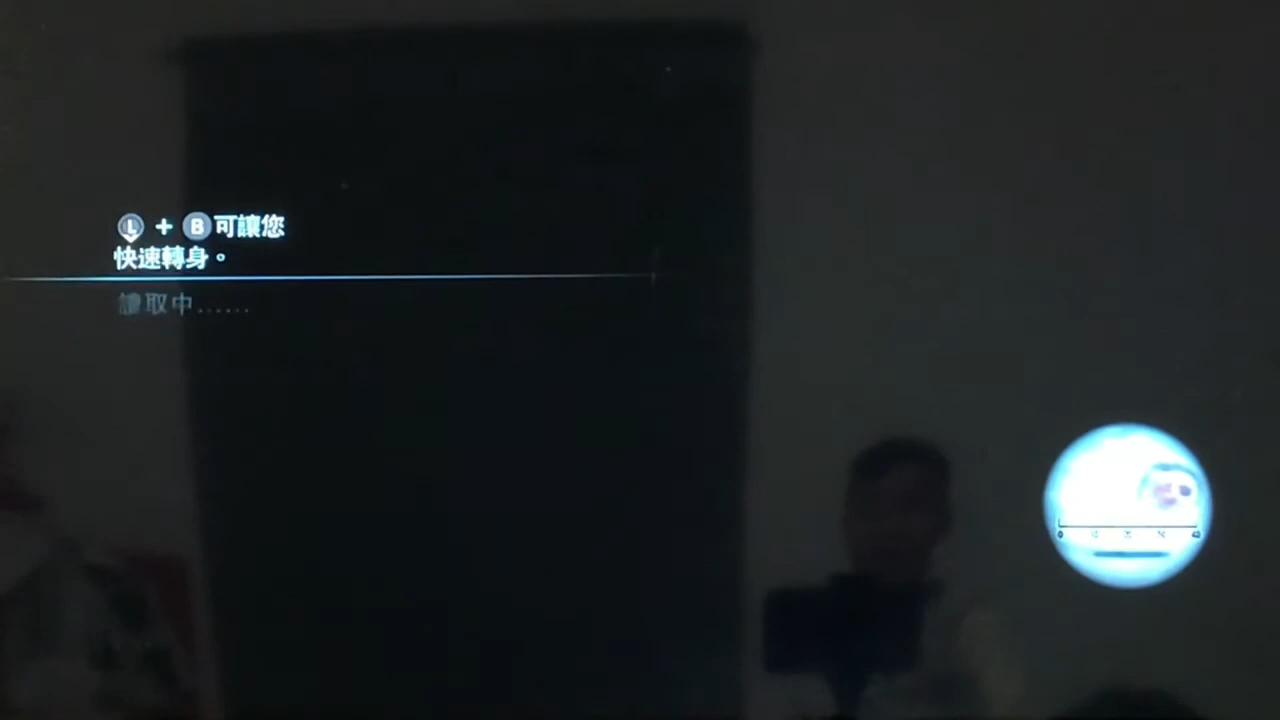 L + B 可讓您
快速轉身。
讀取中......